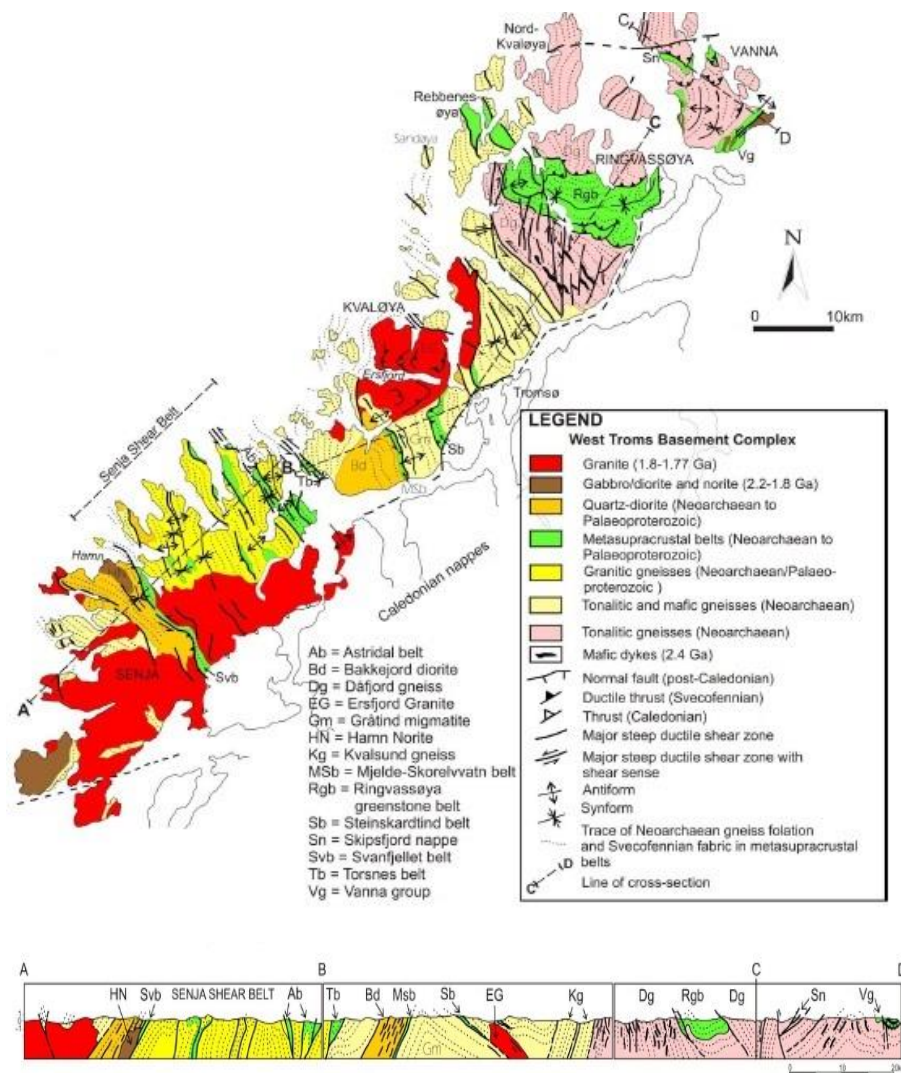 Nord-
Kvaløya
C
VANNA
Sn
Rebbenes
øya
Sandøya
C
D
Vg
Dg
RINGVASSØYA
Rgb
Dg
N
0 10km
KVALØYA
EG
Ersfjord
Senja Shear Belt
Tromsø
Ab
B
Tb
Bd
Gm
Sb
MSb
Hamn
Caledonian nappes
SENJA
Svb
A
LEGEND
West Troms Basement Complex
Granite (1.8-1.77 Ga)
Gabbro/diorite and norite (2.2-1.8 Ga)
Quartz-diorite (Neoarchaean to
Palaeoproterozoic)
Metasupracrustal belts (Neoarchaean to
Palaeoproterozoic)
Granitic gneisses (Neoarchaean/Palaeo-
proterozoic )
Tonalitic and mafic gneisses (Neoarchaean)
Tonalitic gneisses (Neoarchaean)
Mafic dykes (2.4 Ga)
Normal fault (post-Caledonian)
Ductile thrust (Svecofennian)
Thrust (Caledonian)
Major steep ductile shear zone
Major steep ductile shear zone with
shear sense
Antiform
Synform
Trace of Neoarchaean gneiss folation
and Svecofennian fabric in metasupracrustal
belts
C D Line of cross-section
Ab = Astridal belt
Bd = Bakkejord diorite
Dg = Dåfjord gneiss
EG = Ersfjord Granite
Gm = Gråtind migmatite
HN = Hamn Norite
Kg = Kvalsund gneiss
MSb = Mjelde-Skorelvvatn belt
Rgb = Ringvassøya
greenstone belt
Sb = Steinskardtind belt
Sn = Skipsfjord nappe
Svb = Svanfjellet belt
Tb = Torsnes belt
Vg = Vanna group
A B C D
HN Svb SENJA SHEAR BELT Ab Tb Bd Msb Sb EG Kg Dg Rgb Dg Sn Vg
Gm
0 10 20